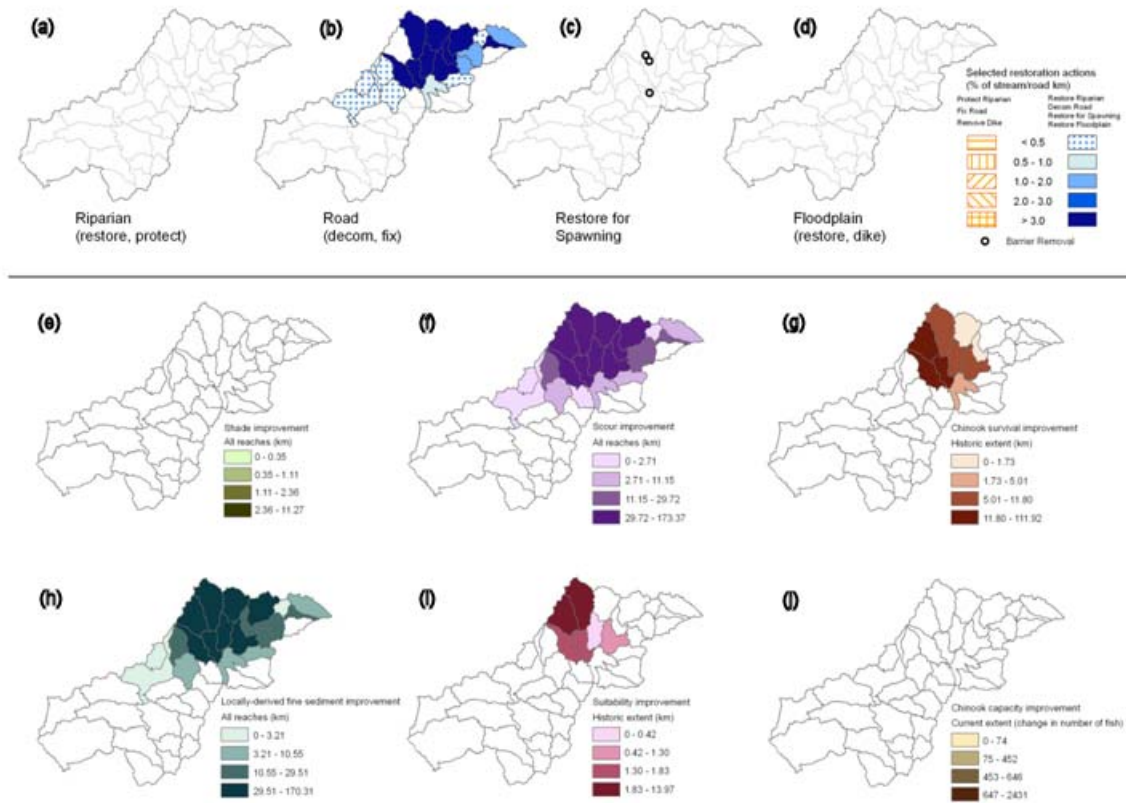 (a)
(b)
(c)
(d)
Riparian
(restore, protect)
Road
(decom, fix)
Restore for
Spawning
Floodplain
(restore, dike)
Selected restoration actions
(% of stream/road km)
Protect Riparian
Fix Road
Remove Dike
Restore Riparian
Decom Road
Restore for Spawning
Restore Floodplain
< 0.5
0.5 - 1.0
1.0 - 2.0
2.0 - 3.0
> 3.0
Barrier Removal
(e)
Shade improvement
All reaches (km)
0 - 0.35
0.35 - 1.11
1.11 - 2.36
2.36 - 11.27
(f)
Scour improvement
All reaches (km)
0 - 2.71
2.71 - 11.15
11.15 - 29.72
29.72 - 173.37
(g)
Chinook survival improvement
Historic extent (km)
0 - 1.73
1.73 - 5.01
5.01 - 11.80
11.80 - 111.92
(h)
Locally-derived fine sediment improvement
All reaches (km)
0 - 3.21
3.21 - 10.55
10.55 - 29.51
29.51 - 170.31
(i)
Suitability improvement
Historic extent (km)
0 - 0.42
0.42 - 1.30
1.30 - 1.83
1.83 - 13.97
(j)
Chinook capacity improvement
Current extent (change in number of fish)
0 - 74
75 - 452
453 - 646
647 - 2431